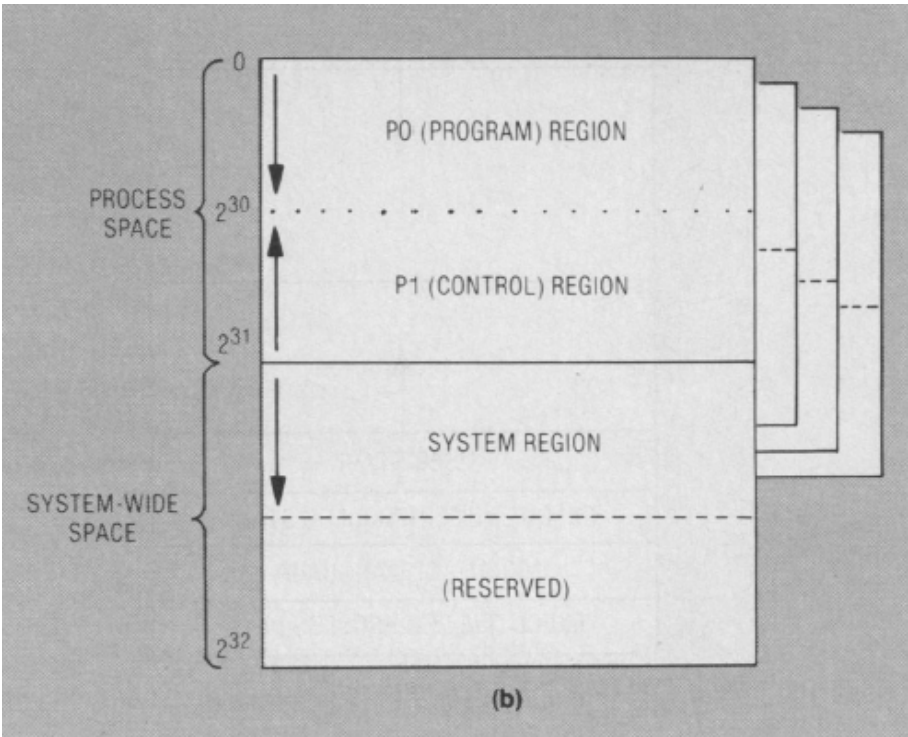 0
P0 (PROGRAM) REGION
PROCESS
SPACE
2^30
P1 (CONTROL) REGION
2^31
SYSTEM REGION
SYSTEM-WIDE
SPACE
(RESERVED)
2^32
(b)